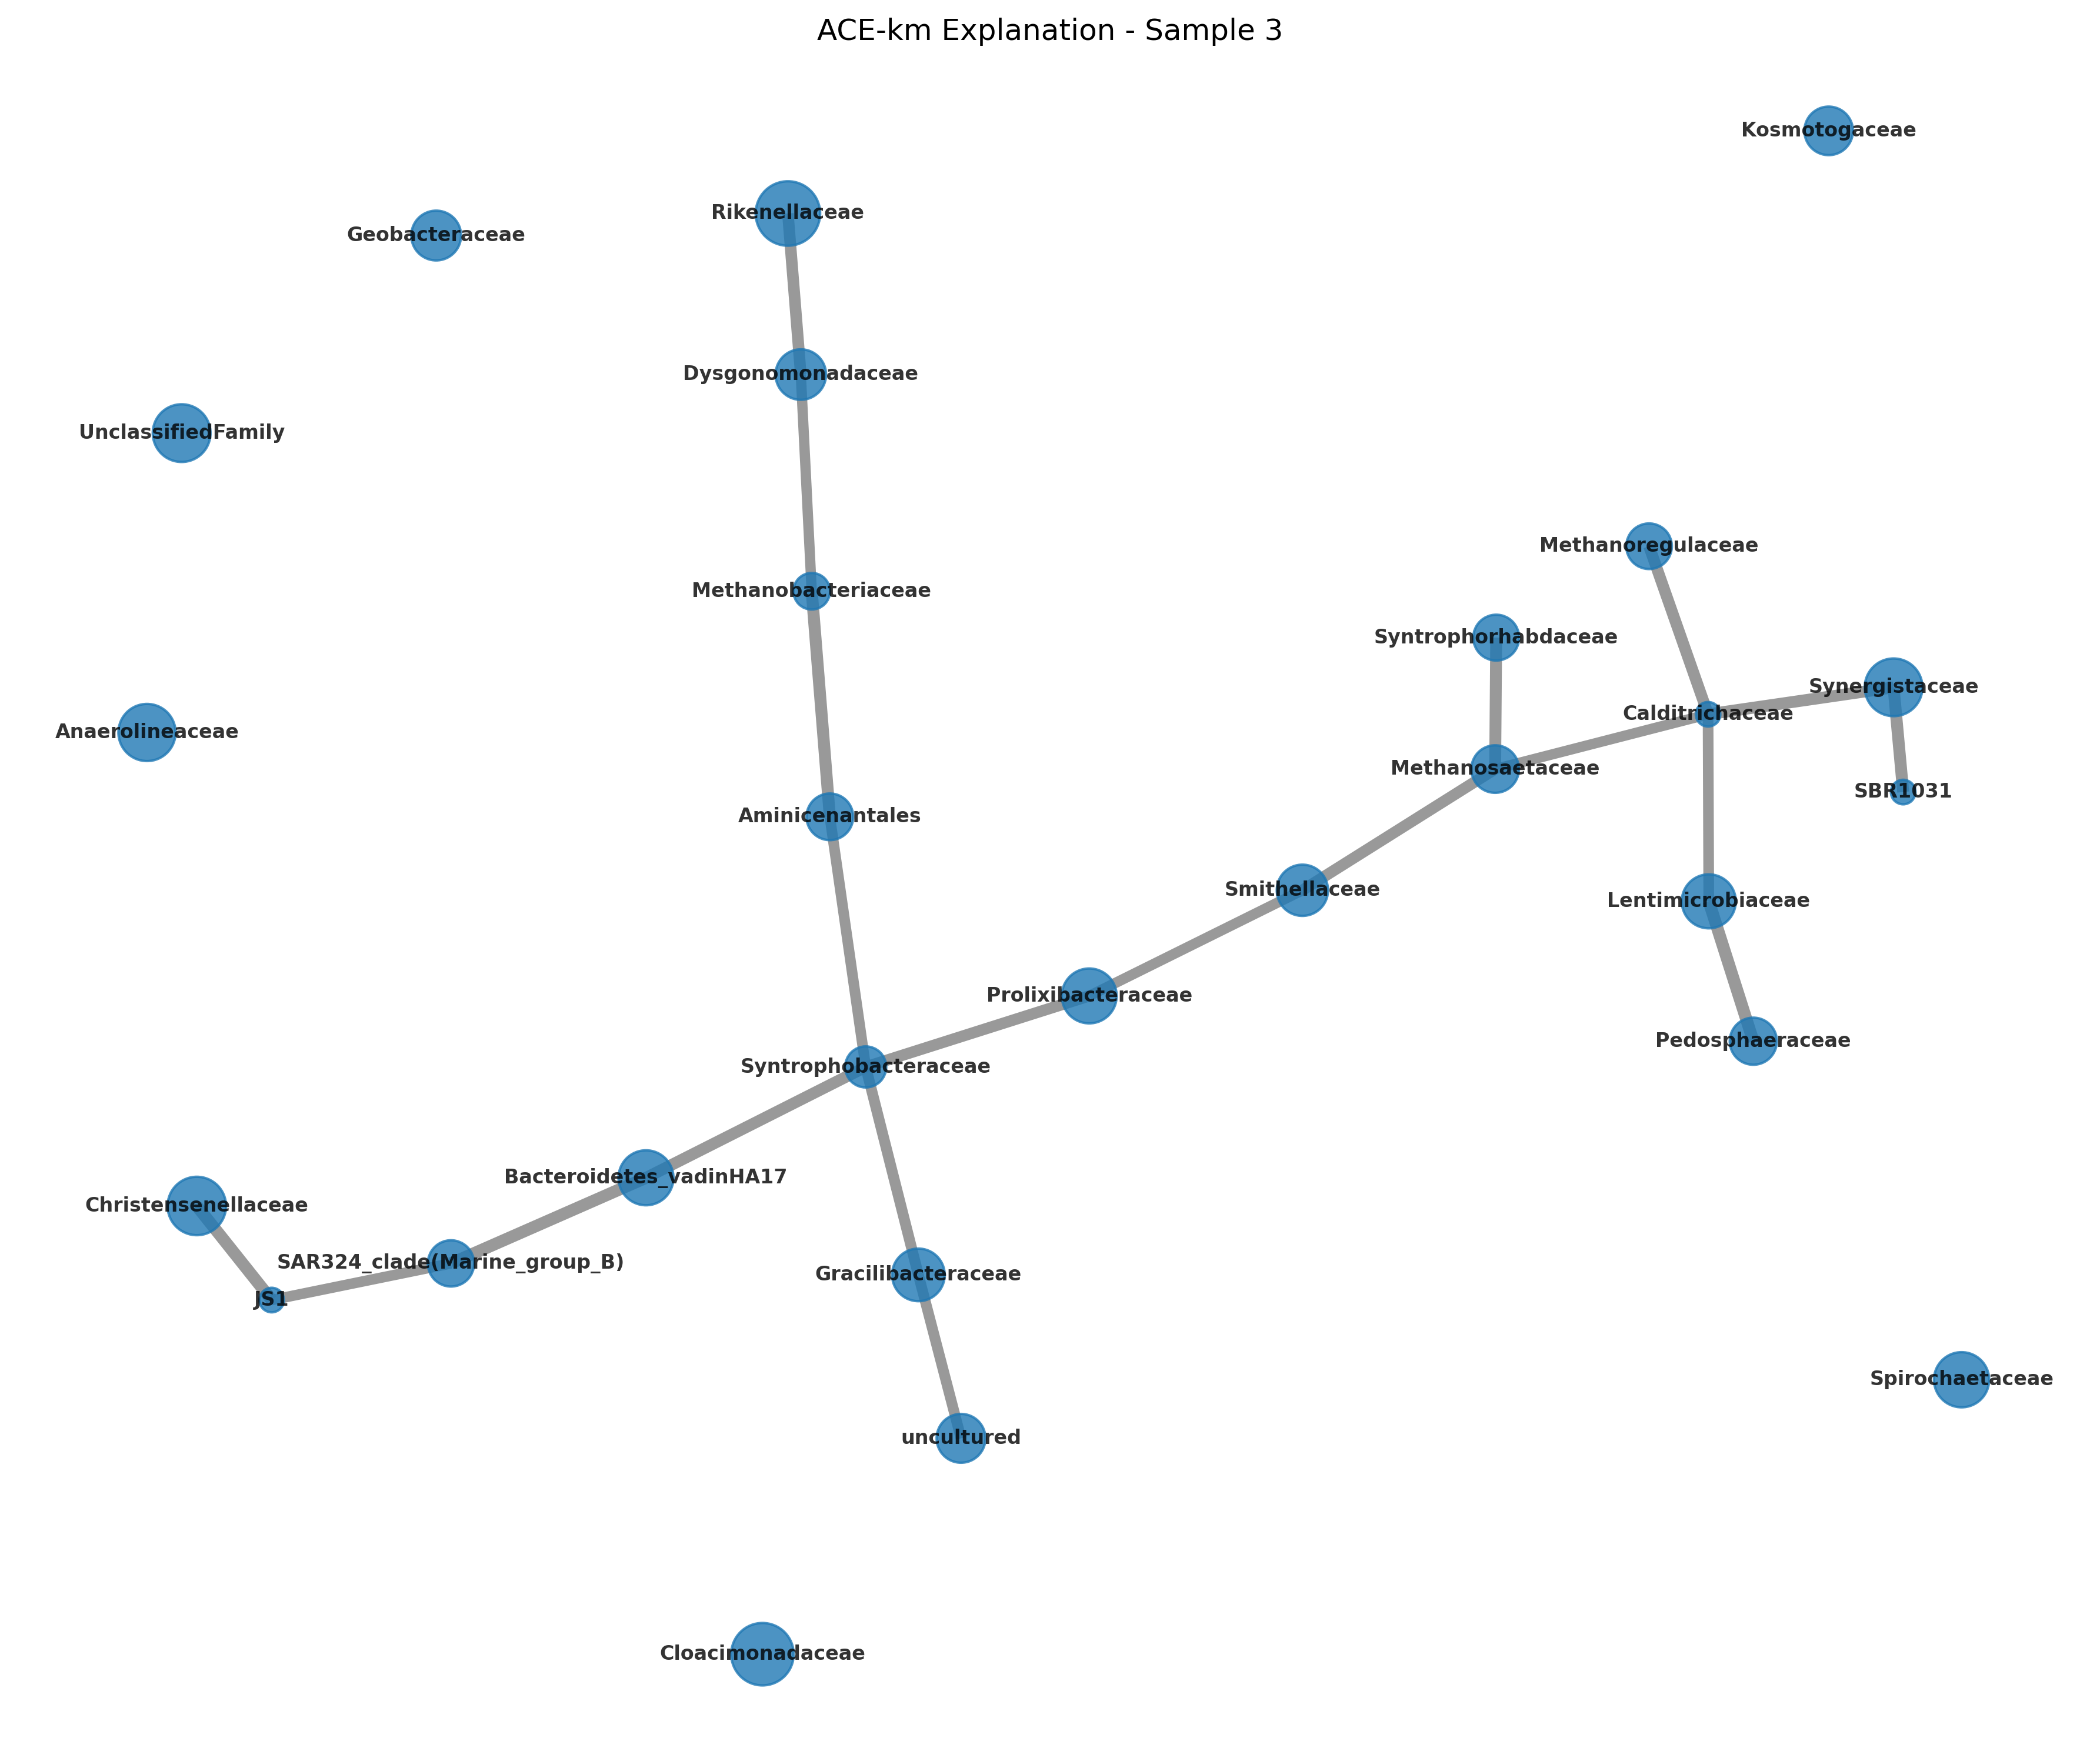 ACE-km Explanation - Sample 3
Kosmotogaceae
Rikenellaceae
Geobacteraceae
Dysgonomonadaceae
UnclassifiedFamily
Methanoregulaceae
Methanobacteriaceae
Syntrophorhabdaceae
Synergistaceae
Calditrichaceae
Anaerolineaceae
Methanosaetaceae
SBR1031
Aminicenantales
Smithellaceae
Lentimicrobiaceae
Prolixibacteraceae
Pedosphaeraceae
Syntrophobacteraceae
Bacteroidetes_vadinHA17
Christensenellaceae
SAR324_clade(Marine_group_B)
Gracilibacteraceae
JS1
Spirochaetaceae
uncultured
Cloacimonadaceae